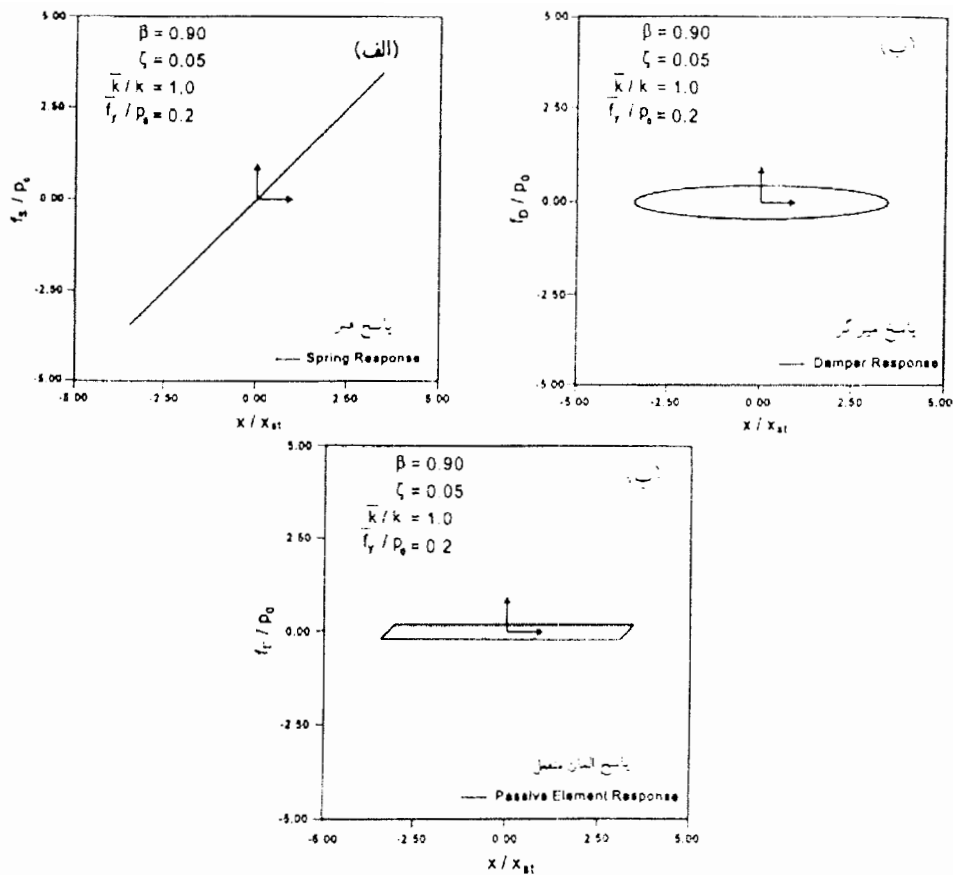 5.00
β = 0.90
(الف)
ζ = 0.05
k̄ / k = 1.0
2.50
f̄y / p₀ = 0.2
0.00
fs / p₀
-2.50
پاسخ فنر
Spring Response
-5.00
-5.00 -2.50 0.00 2.50 5.00
x / xst
5.00
β = 0.90
(ب)
ζ = 0.05
k̄ / k = 1.0
2.50
f̄y / p₀ = 0.2
0.00
fD / p₀
-2.50
پاسخ میراگر
Damper Response
-5.00
-5.00 -2.50 0.00 2.50 5.00
x / xst
5.00
β = 0.90
ζ = 0.05
k̄ / k = 1.0
2.50
f̄y / p₀ = 0.2
0.00
/ p₀
-2.50
پاسخ المان منفعل
Passive Element Response
-5.00
-5.00 -2.50 0.00 2.50 5.00
x / xst